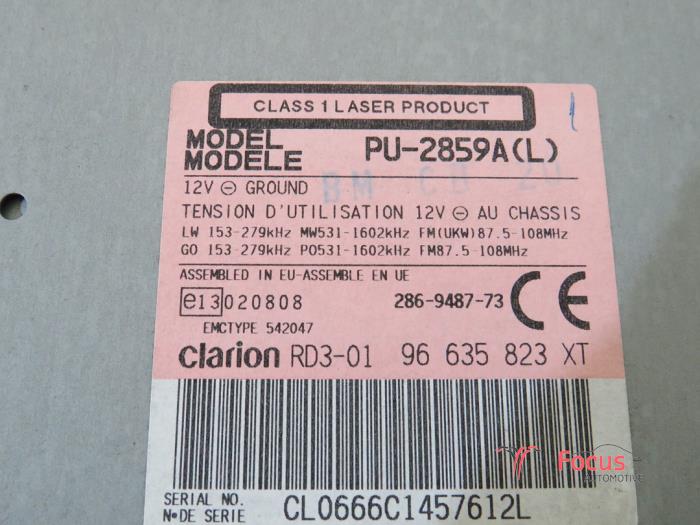 CLASS 1 LASER PRODUCT
MODEL
MODELE PU-2859A(L)
BM CD 20
12V ⊖ GROUND
TENSION D'UTILISATION 12V ⊖ AU CHASSIS
LW 153-279kHz MW531-1602kHz FM(UKW)87.5-108MHz
GO 153-279kHz PO531-1602kHz FM87.5-108MHz
ASSEMBLED IN EU-ASSEMBLE EN UE
e13 020808 286-9487-73 CE
EMCTYPE 542047
clarion RD3-01 96 635 823 XT
SERIAL NO.
N•DE SERIE CL0666C1457612L
Focus
AUTOMOTIVE